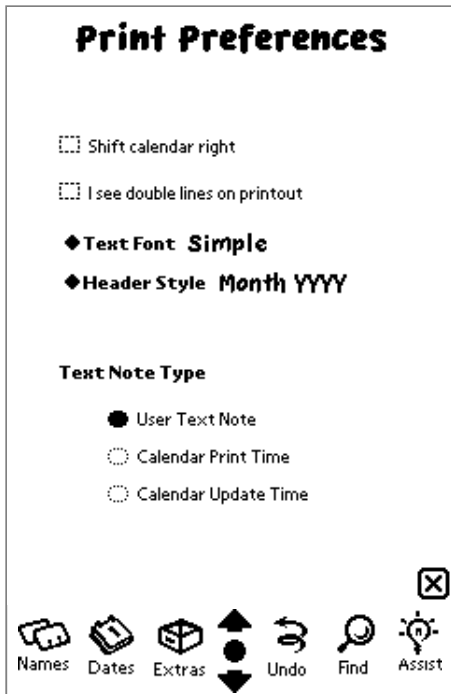 Print Preferences
Shift calendar right
I see double lines on printout
Text Font Simple
Header Style Month YYYY
Text Note Type
User Text Note
Calendar Print Time
Calendar Update Time
Names Dates Extras Undo Find Assist